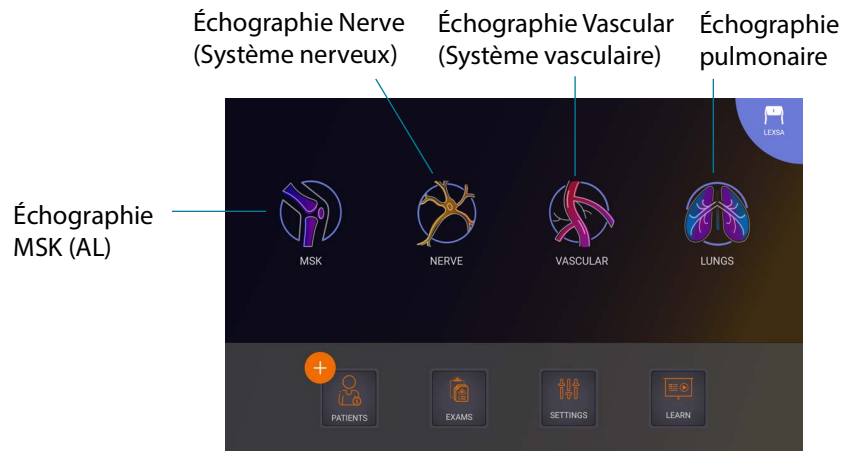 Échographie Nerve
(Système nerveux)
Échographie Vascular
(Système vasculaire)
Échographie
pulmonaire
LEXSA
Échographie
MSK (AL)
MSK
NERVE
VASCULAR
LUNGS
PATIENTS
EXAMS
SETTINGS
LEARN